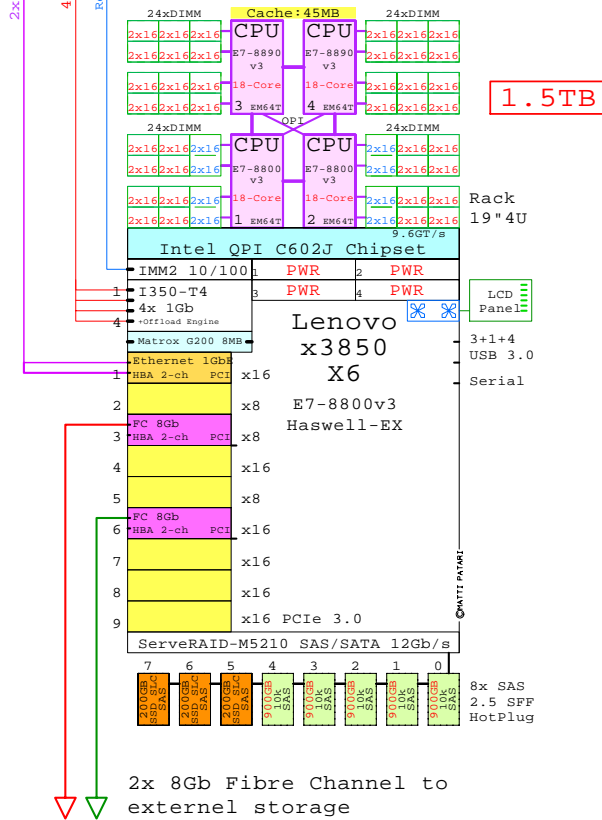 2x
4
Re
24xDIMM Cache:45MB 24xDIMM
2x16 2x16 2x16 CPU CPU 2x16 2x16 2x16
2x16 2x16 2x16 E7-8890 v3 E7-8890 v3 2x16 2x16 2x16
2x16 2x16 2x16 18-Core 18-Core 2x16 2x16 2x16
2x16 2x16 2x16 3 EM64T 4 EM64T 2x16 2x16 2x16
1.5TB
24xDIMM QPI 24xDIMM
2x16 2x16 2x16 CPU CPU 2x16 2x16 2x16
2x16 2x16 2x16 E7-8800 v3 E7-8800 v3 2x16 2x16 2x16
2x16 2x16 2x16 18-Core 18-Core 2x16 2x16 2x16
2x16 2x16 2x16 1 EM64T 2 EM64T 2x16 2x16 2x16
Rack
19"4U
9.6GT/s
Intel QPI C602J Chipset
IMM2 10/100 1 PWR 2 PWR
1 I350-T4 3 PWR 4 PWR
4x 1Gb
4 +Offload Engine
LCD
Panel
Matrox G200 8MB
Lenovo
x3850
X6
E7-8800v3
Haswell-EX
3+1+4
USB 3.0
Serial
Ethernet 1GbE
1 HBA 2-ch PCI x16
2 x8
FC 8Gb
3 HBA 2-ch PCI x8
4 x16
5 x8
FC 8Gb
6 HBA 2-ch PCI x16
7 x16
8 x16
9 x16 PCIe 3.0
©MATTI PATARI
ServeRAID-M5210 SAS/SATA 12Gb/s
7 6 5 4 3 2 1 0
200GB SSD SLC SAS
200GB SSD SLC SAS
200GB SSD SLC SAS
900GB 10k SAS
900GB 10k SAS
900GB 10k SAS
900GB 10k SAS
900GB 10k SAS
8x SAS
2.5 SFF
HotPlug
2x 8Gb Fibre Channel to
externel storage